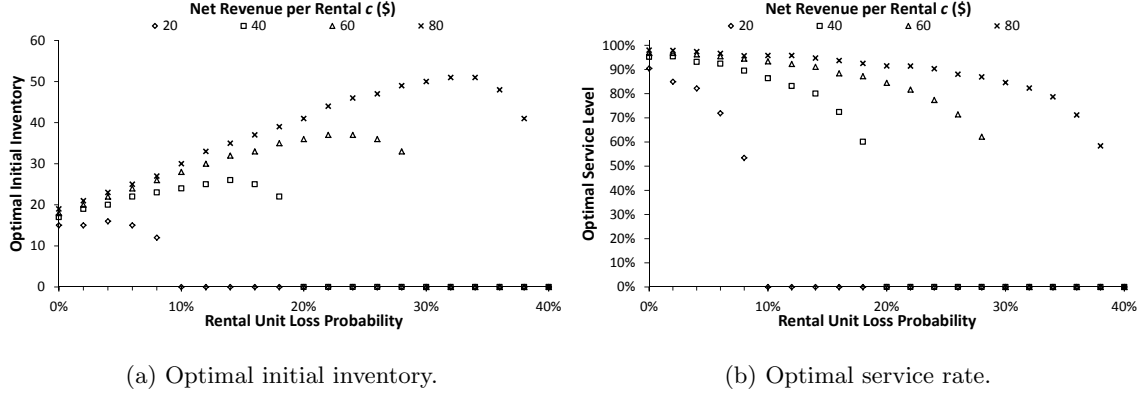 Net Revenue per Rental c ($)
20 40 60 80
60
50
40
30
20
10
0
0% 10% 20% 30% 40%
Optimal Initial Inventory
Rental Unit Loss Probability
(a) Optimal initial inventory.
Net Revenue per Rental c ($)
20 40 60 80
100%
90%
80%
70%
60%
50%
40%
30%
20%
10%
0%
0% 10% 20% 30% 40%
Optimal Service Level
Rental Unit Loss Probability
(b) Optimal service rate.